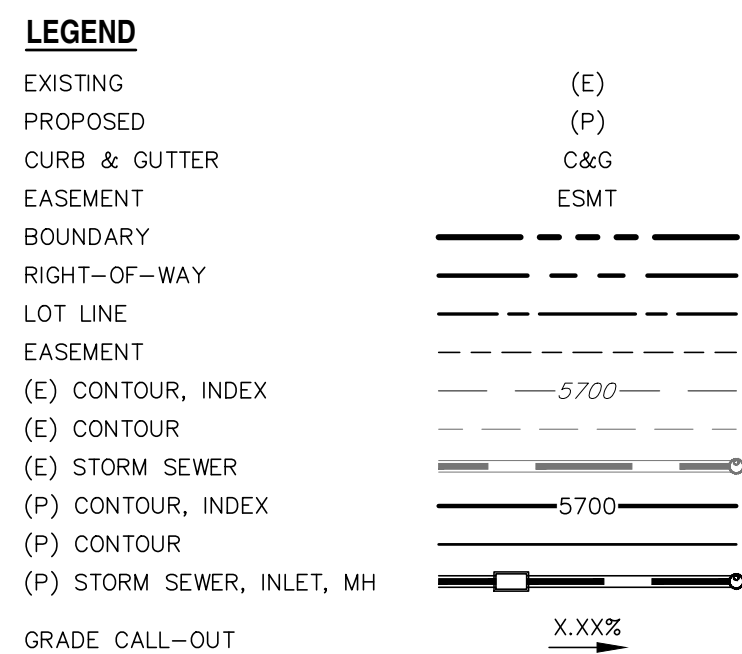 LEGEND
EXISTING (E)
PROPOSED (P)
CURB & GUTTER C&G
EASEMENT ESMT
BOUNDARY
RIGHT-OF-WAY
LOT LINE
EASEMENT
(E) CONTOUR, INDEX 5700
(E) CONTOUR
(E) STORM SEWER
(P) CONTOUR, INDEX 5700
(P) CONTOUR
(P) STORM SEWER, INLET, MH
GRADE CALL-OUT X.XX%